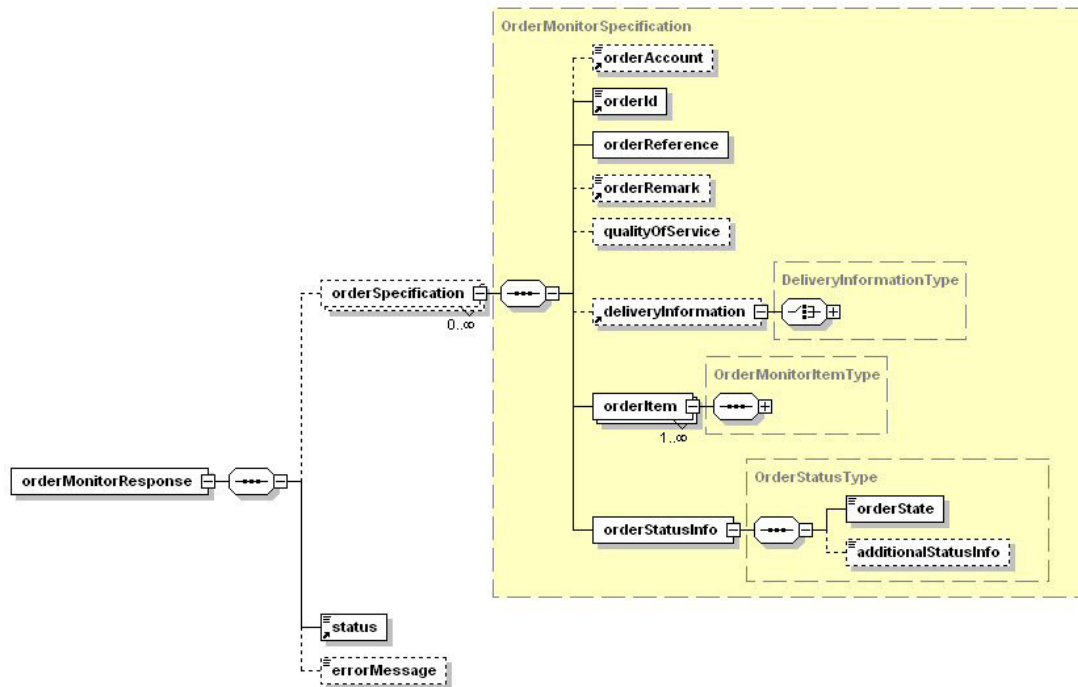 OrderMonitorSpecification
orderAccount
orderId
orderReference
orderRemark
qualityOfService
DeliveryInformationType
orderSpecification
0..∞
deliveryInformation
OrderMonitorItemType
orderItem
1..∞
OrderStatusType
orderMonitorResponse
orderState
orderStatusInfo
additionalStatusInfo
status
errorMessage